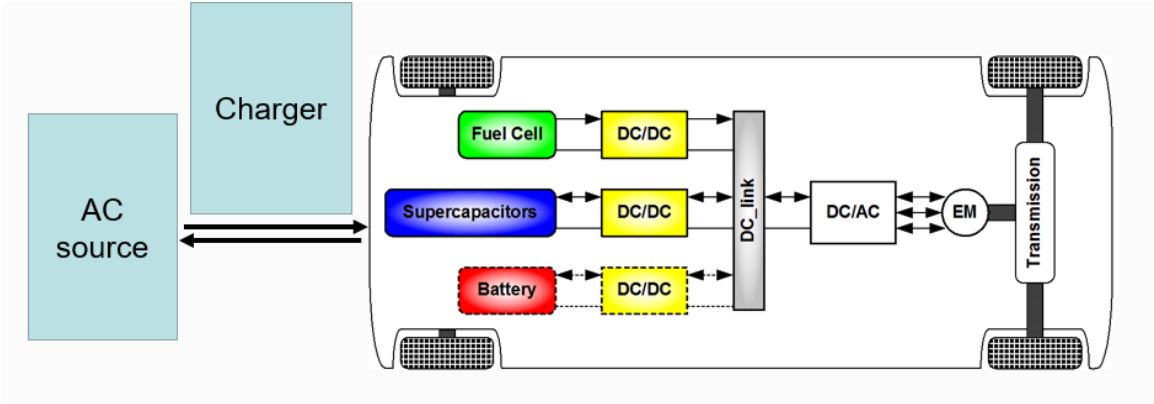 Charger
AC
source
Fuel Cell
DC/DC
Supercapacitors
DC/DC
Battery
DC/DC
DC_link
DC/AC
EM
Transmission